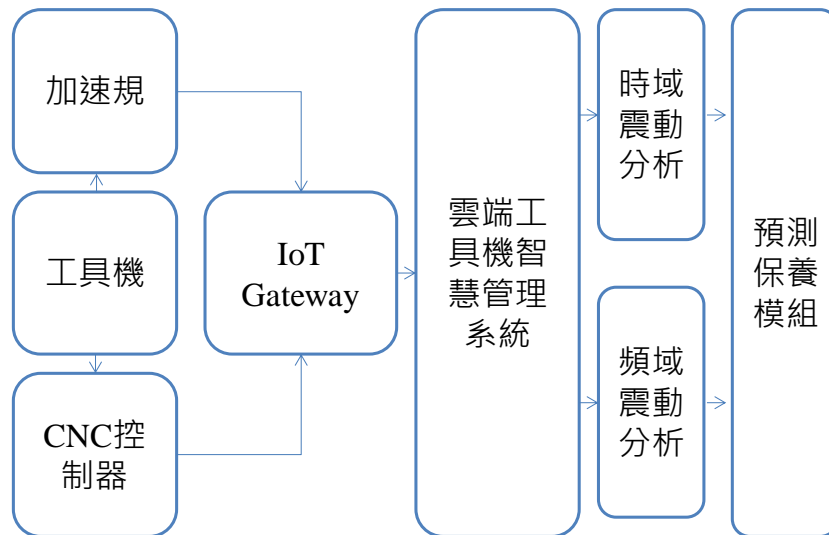 加速規
工具機
CNC控
制器
IoT
Gateway
雲端工
具機智
慧管理
系統
時域
震動
分析
頻域
震動
分析
預測
保養
模組